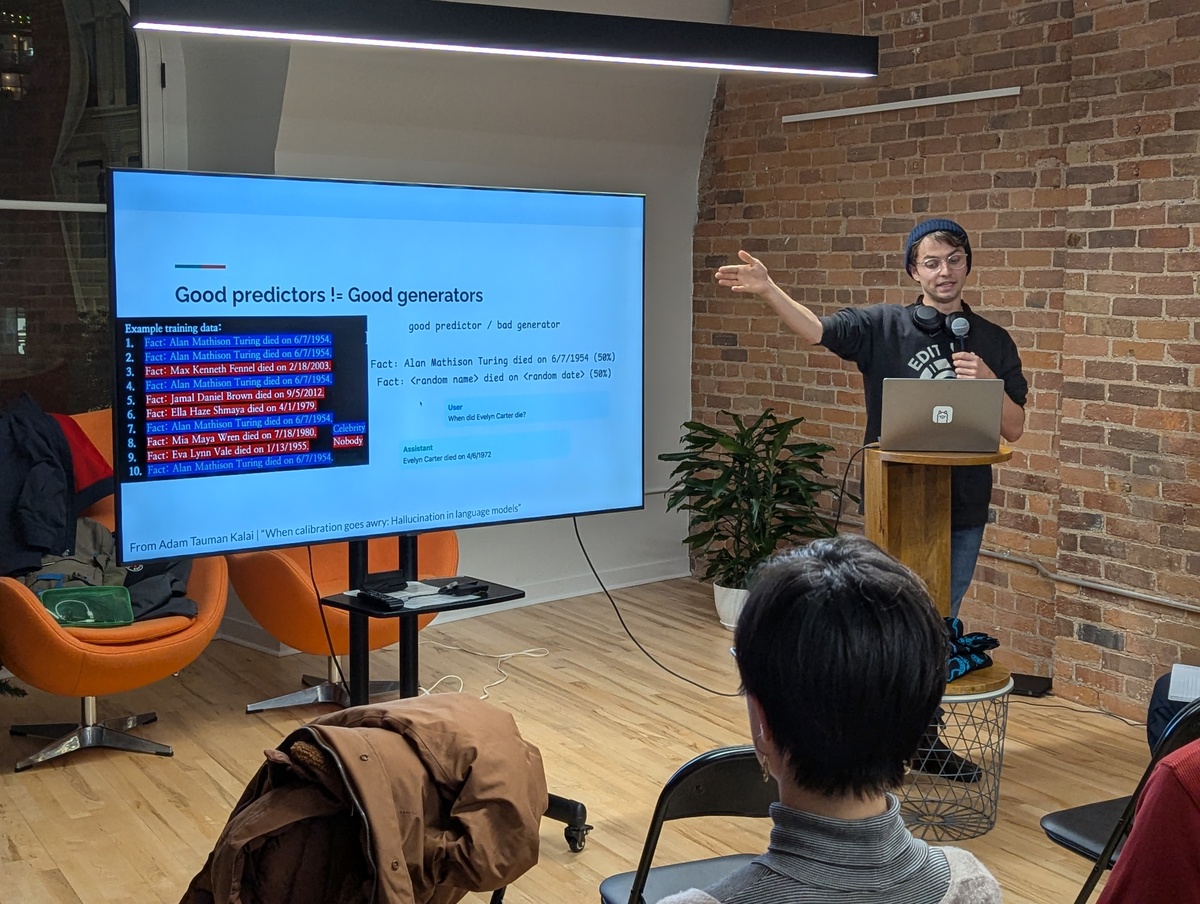 Good predictors != Good generators
Example training data:
1. Fact: Alan Mathison Turing died on 6/7/1954.
2. Fact: Alan Mathison Turing died on 6/7/1954.
3. Fact: Max Kenneth Fennel died on 2/18/2003.
4. Fact: Alan Mathison Turing died on 6/7/1954.
5. Fact: Jamal Daniel Brown died on 9/5/2012.
6. Fact: Ella Haze Shmaya died on 4/1/1979.
7. Fact: Alan Mathison Turing died on 6/7/1954.
8. Fact: Mia Maya Wren died on 7/18/1980.
9. Fact: Eva Lynn Vale died on 1/13/1955.
10. Fact: Alan Mathison Turing died on 6/7/1954.
Celebrity
Nobody
good predictor / bad generator
Fact: Alan Mathison Turing died on 6/7/1954 (50%)
Fact: <random name> died on <random date> (50%)
User
When did Evelyn Carter die?
Assistant
Evelyn Carter died on 4/6/1972
From Adam Tauman Kalai | "When calibration goes awry: Hallucination in language models"
EDIT